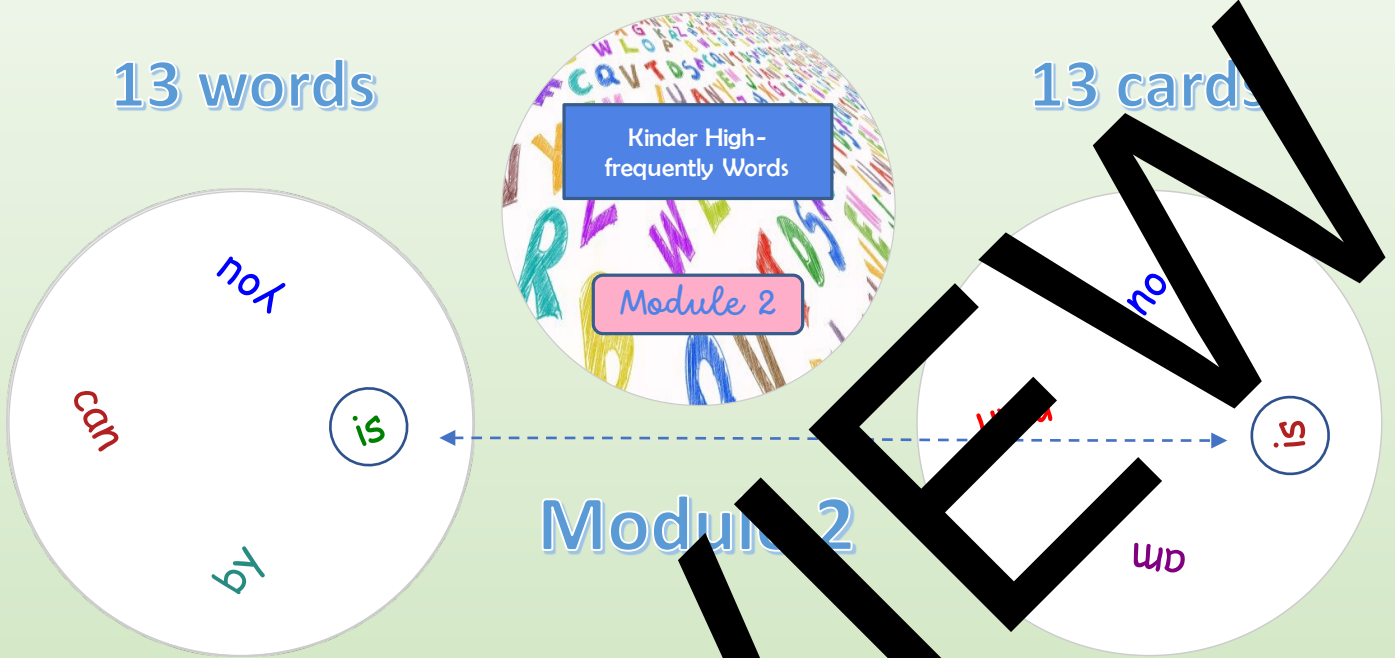 13 words
13 cards
Kinder High-
frequently Words
Module 2
you
can
is
by
no
is
am
Module 2
VIEW